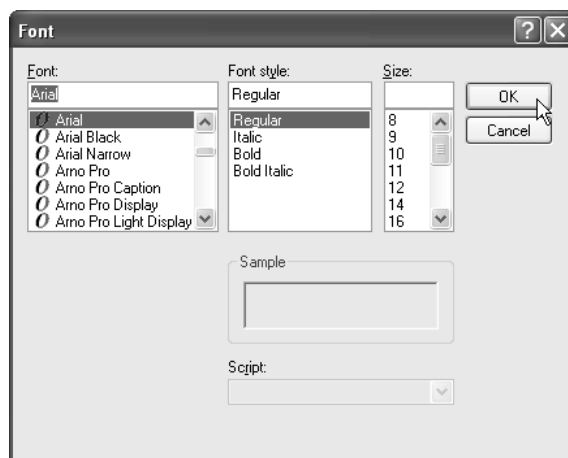 Font
Font:
Arial
Arial
Arial Black
Arial Narrow
Arno Pro
Arno Pro Caption
Arno Pro Display
Arno Pro Light Display
Font style:
Regular
Regular
Italic
Bold
Bold Italic
Size:
8
9
10
11
12
14
16
OK
Cancel
Sample
Script: